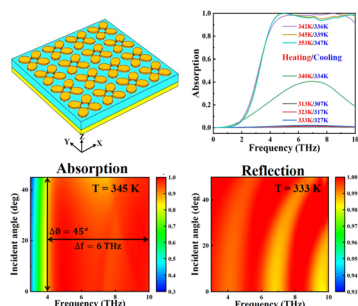 Z
Y
X
1.0
0.8
0.6
0.4
0.2
0.0
Absorption
342K/336K
345K/339K
353K/347K
Heating/Cooling
340K/334K
313K/307K
323K/317K
333K/327K
0 2 4 6 8 10
Frequency (THz)
Absorption
Incident angle (deg)
40
20
0
T = 345 K
Δθ = 45°
Δf = 6 THz
4 6 8 10
Frequency (THz)
1.0
0.9
0.8
0.7
0.6
0.5
0.4
0.3
Reflection
Incident angle (deg)
40
20
0
T = 333 K
4 6 8 10
Frequency (THz)
1.00
0.99
0.98
0.97
0.96
0.95
0.94
0.93